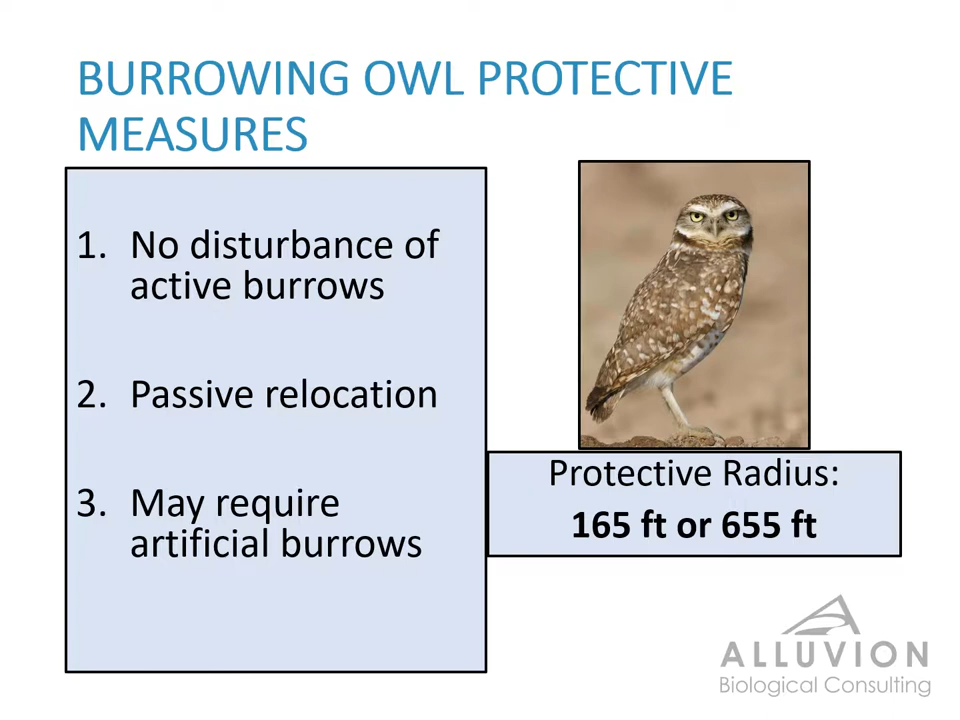 BURROWING OWL PROTECTIVE
MEASURES
1. No disturbance of
active burrows
2. Passive relocation
3. May require
artificial burrows
Protective Radius:
165 ft or 655 ft
ALLUVION
Biological Consulting